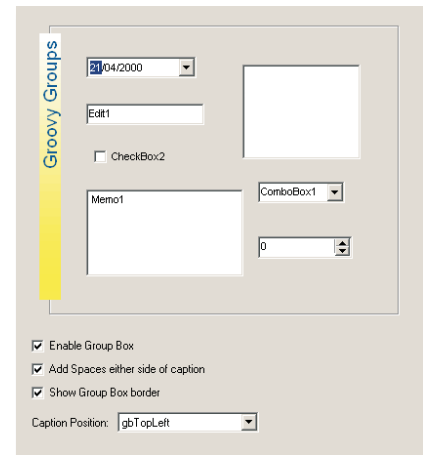 Groovy Groups
21/04/2000
Edit1
CheckBox2
Memo1
ComboBox1
0
Enable Group Box
Add Spaces either side of caption
Show Group Box border
Caption Position: gbTopLeft